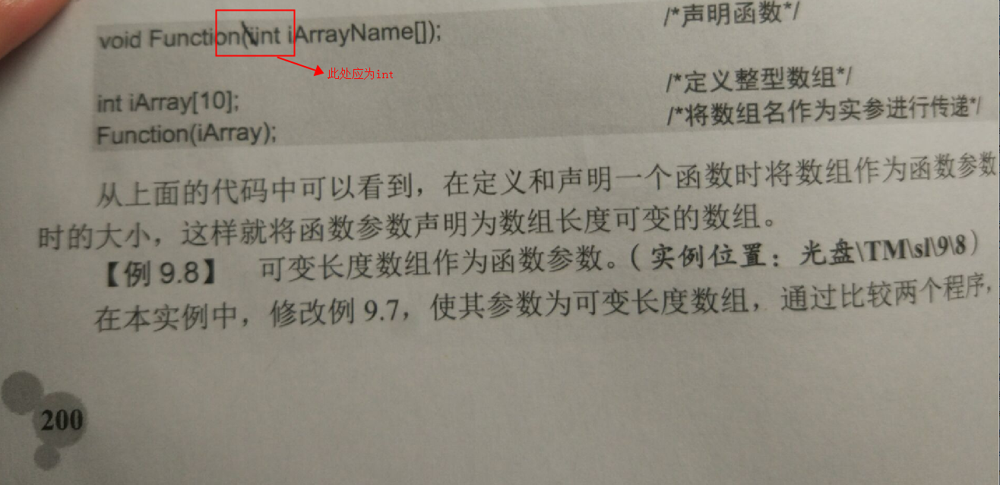 void Function(iint iArrayName[]); /*声明函数*/
此处应为int
int iArray[10]; /*定义整型数组*/
Function(iArray); /*将数组名作为实参进行传递*/
从上面的代码中可以看到，在定义和声明一个函数时将数组作为函数参数
时的大小，这样就将函数参数声明为数组长度可变的数组。
【例 9.8】 可变长度数组作为函数参数。（实例位置：光盘\TM\sl\9\8）
在本实例中，修改例 9.7，使其参数为可变长度数组，通过比较两个程序，
200